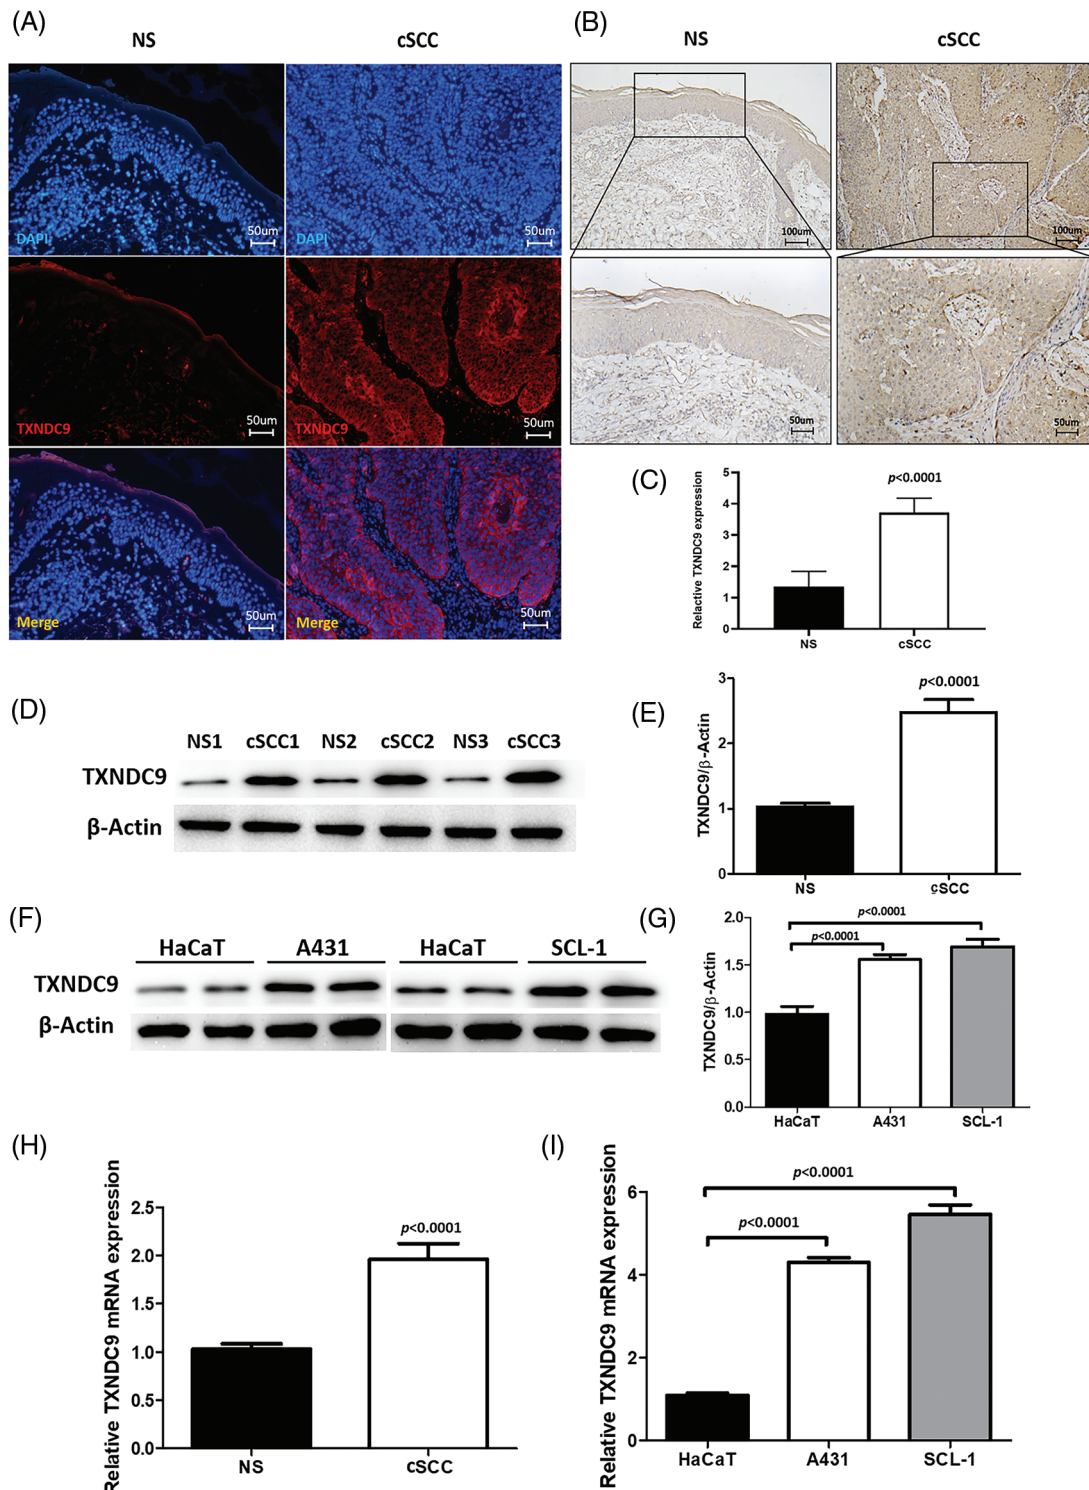 (A)
NS
cSCC
DAPI
50um
DAPI
50um
TXNDC9
50um
TXNDC9
50um
Merge
50um
Merge
50um
(B)
NS
cSCC
100um
100um
50um
50um
(C)
Relactive TXNDC9 expression
5
4
3
2
1
0
p<0.0001
NS
cSCC
(D)
NS1 cSCC1 NS2 cSCC2 NS3 cSCC3
TXNDC9
β-Actin
(E)
TXNDC9/β-Actin
3
2
1
0
p<0.0001
NS
cSCC
(F)
HaCaT A431 HaCaT SCL-1
TXNDC9
β-Actin
(G)
TXNDC9/β-Actin
2.0
1.5
1.0
0.5
0.0
p<0.0001
p<0.0001
HaCaT
A431
SCL-1
(H)
Relative TXNDC9 mRNA expression
2.5
2.0
1.5
1.0
0.5
0.0
p<0.0001
NS
cSCC
(I)
Relative TXNDC9 mRNA expression
6
4
2
0
p<0.0001
p<0.0001
HaCaT
A431
SCL-1